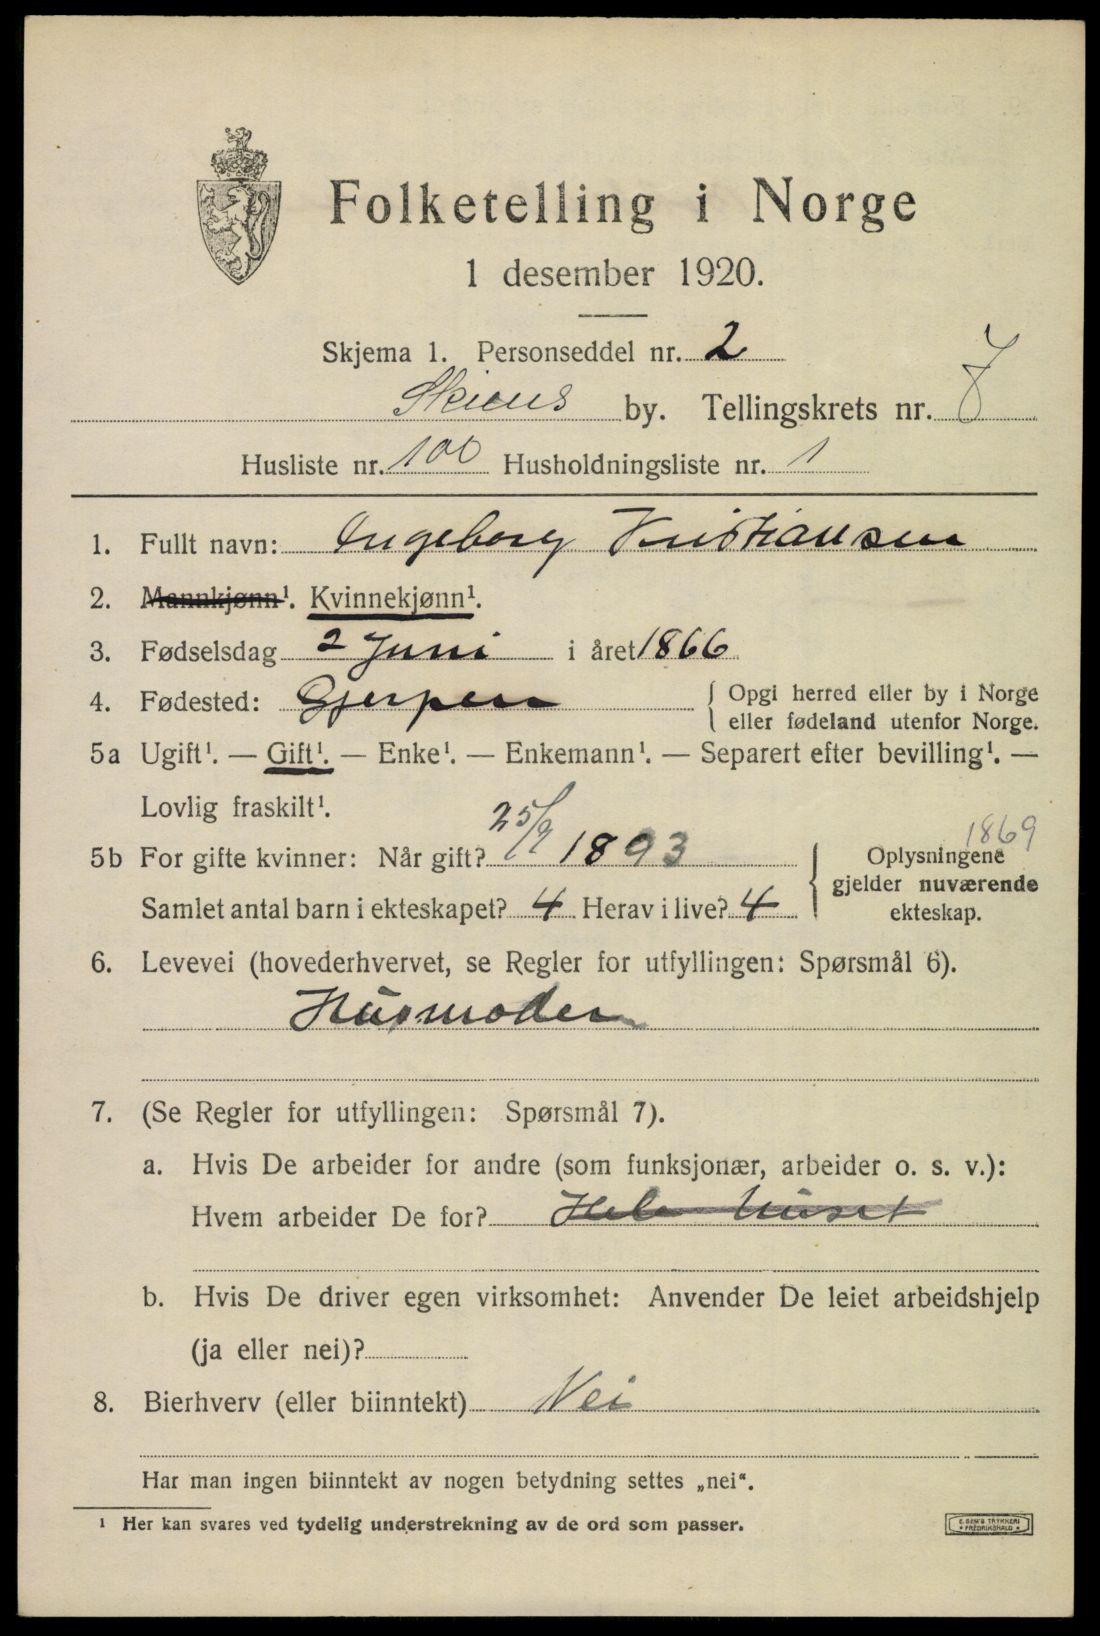 Folketelling i Norge
1 desember 1920.
Skjema 1. Personseddel nr. 2
Skiens by. Tellingskrets nr. 7
Husliste nr. 100 Husholdningsliste nr. 1
1. Fullt navn: Ingeborg Kristiansen
2. Mannkjønn¹. Kvinnekjønn¹.
3. Fødselsdag 2 Juni i året 1866
4. Fødested: Gjerpen { Opgi herred eller by i Norge
eller fødeland utenfor Norge.
5a Ugift¹. — Gift¹. — Enke¹. — Enkemann¹. — Separert efter bevilling¹. —
Lovlig fraskilt¹.
1869
5b For gifte kvinner: Når gift? 25/9 1893 { Oplysningene
gjelder nuværende
Samlet antal barn i ekteskapet? 4 Herav i live? 4
ekteskap.
6. Levevei (hovederhvervet, se Regler for utfyllingen: Spørsmål 6).
Husmoder
7. (Se Regler for utfyllingen: Spørsmål 7).
a. Hvis De arbeider for andre (som funksjonær, arbeider o. s. v.):
Hvem arbeider De for? Hele Huset
b. Hvis De driver egen virksomhet: Anvender De leiet arbeidshjelp
(ja eller nei)?
8. Bierhverv (eller biinntekt) Nei
Har man ingen biinntekt av nogen betydning settes „nei“.
¹ Her kan svares ved tydelig understrekning av de ord som passer.
E. SEM'S TRYKKERI
FREDRIKSHALD